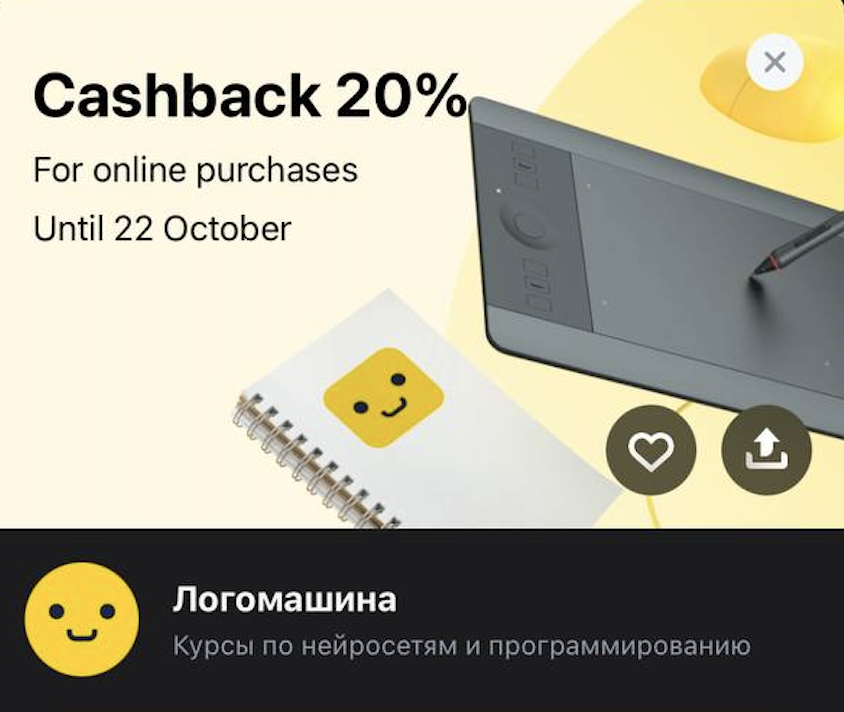 Cashback 20%
For online purchases
Until 22 October
Логомашина
Курсы по нейросетям и программированию